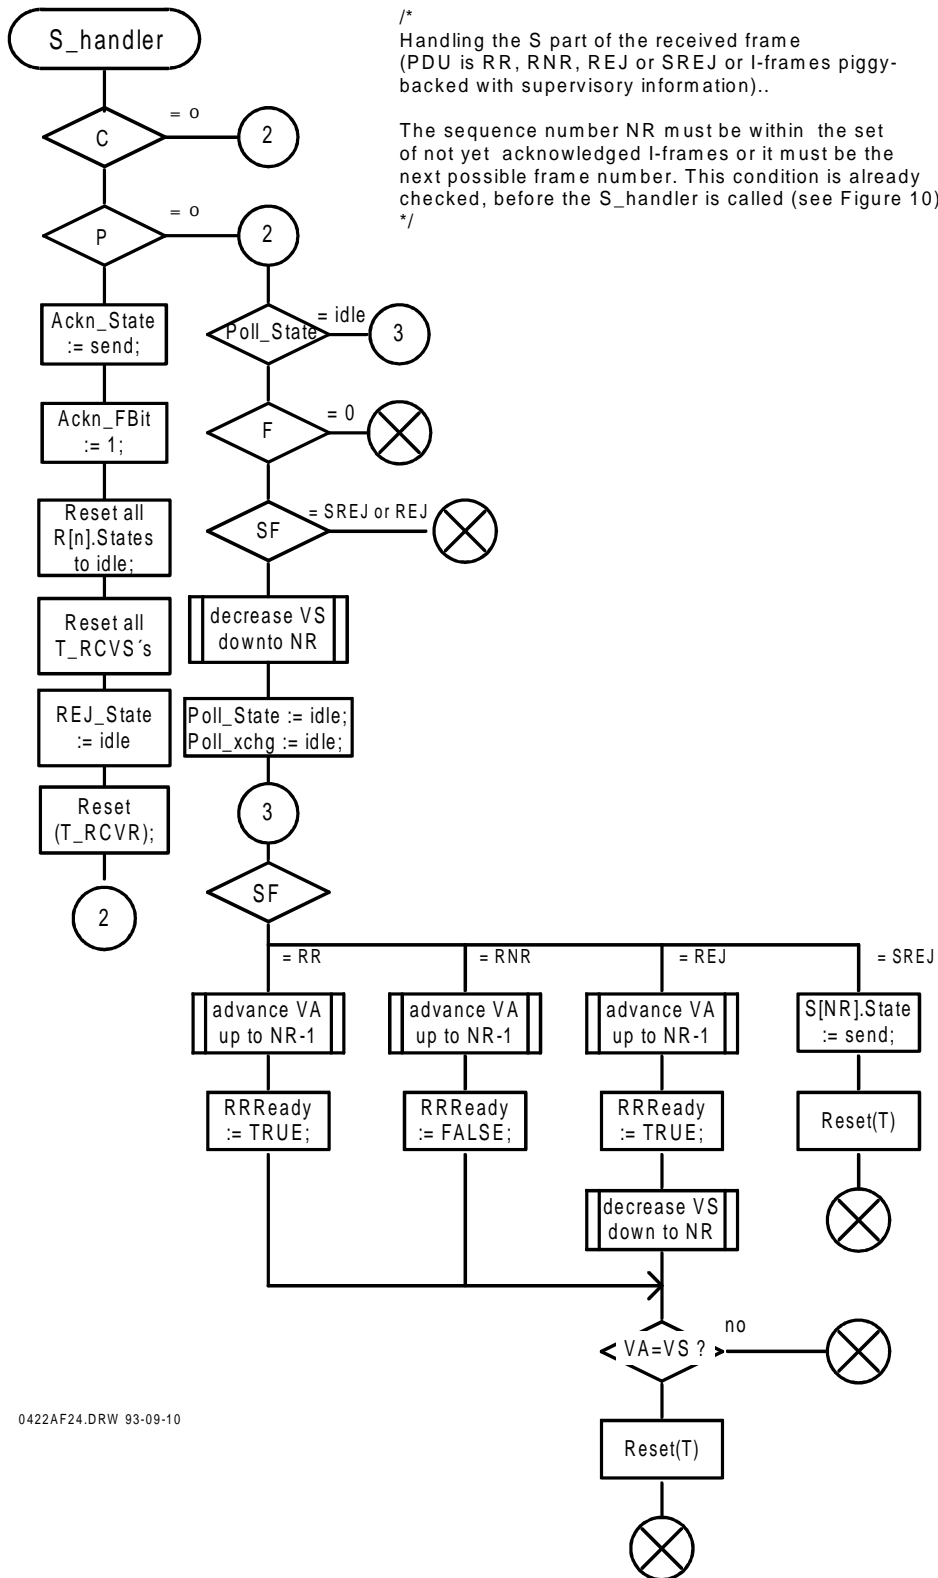 S_handler
/*
Handling the S part of the received frame
(PDU is RR, RNR, REJ or SREJ or I-frames piggy-
backed with supervisory information)..
The sequence number NR must be within the set
of not yet acknowledged I-frames or it must be the
next possible frame number. This condition is already
checked, before the S_handler is called (see Figure 10)
*/
C
= 0
2
P
= 0
2
Ackn_State
:= send;
Ackn_FBit
:= 1;
Reset all
R[n].States
to idle;
Reset all
T_RCVS´s
REJ_State
:= idle
Reset
(T_RCVR);
2
Poll_State
= idle
3
F
= 0
SF
= SREJ or REJ
decrease VS
downto NR
Poll_State := idle;
Poll_xchg := idle;
3
SF
= RR
= RNR
= REJ
= SREJ
advance VA
up to NR-1
advance VA
up to NR-1
advance VA
up to NR-1
S[NR].State
:= send;
RRReady
:= TRUE;
RRReady
:= FALSE;
RRReady
:= TRUE;
Reset(T)
decrease VS
down to NR
VA=VS ?
no
Reset(T)
0422AF24.DRW 93-09-10